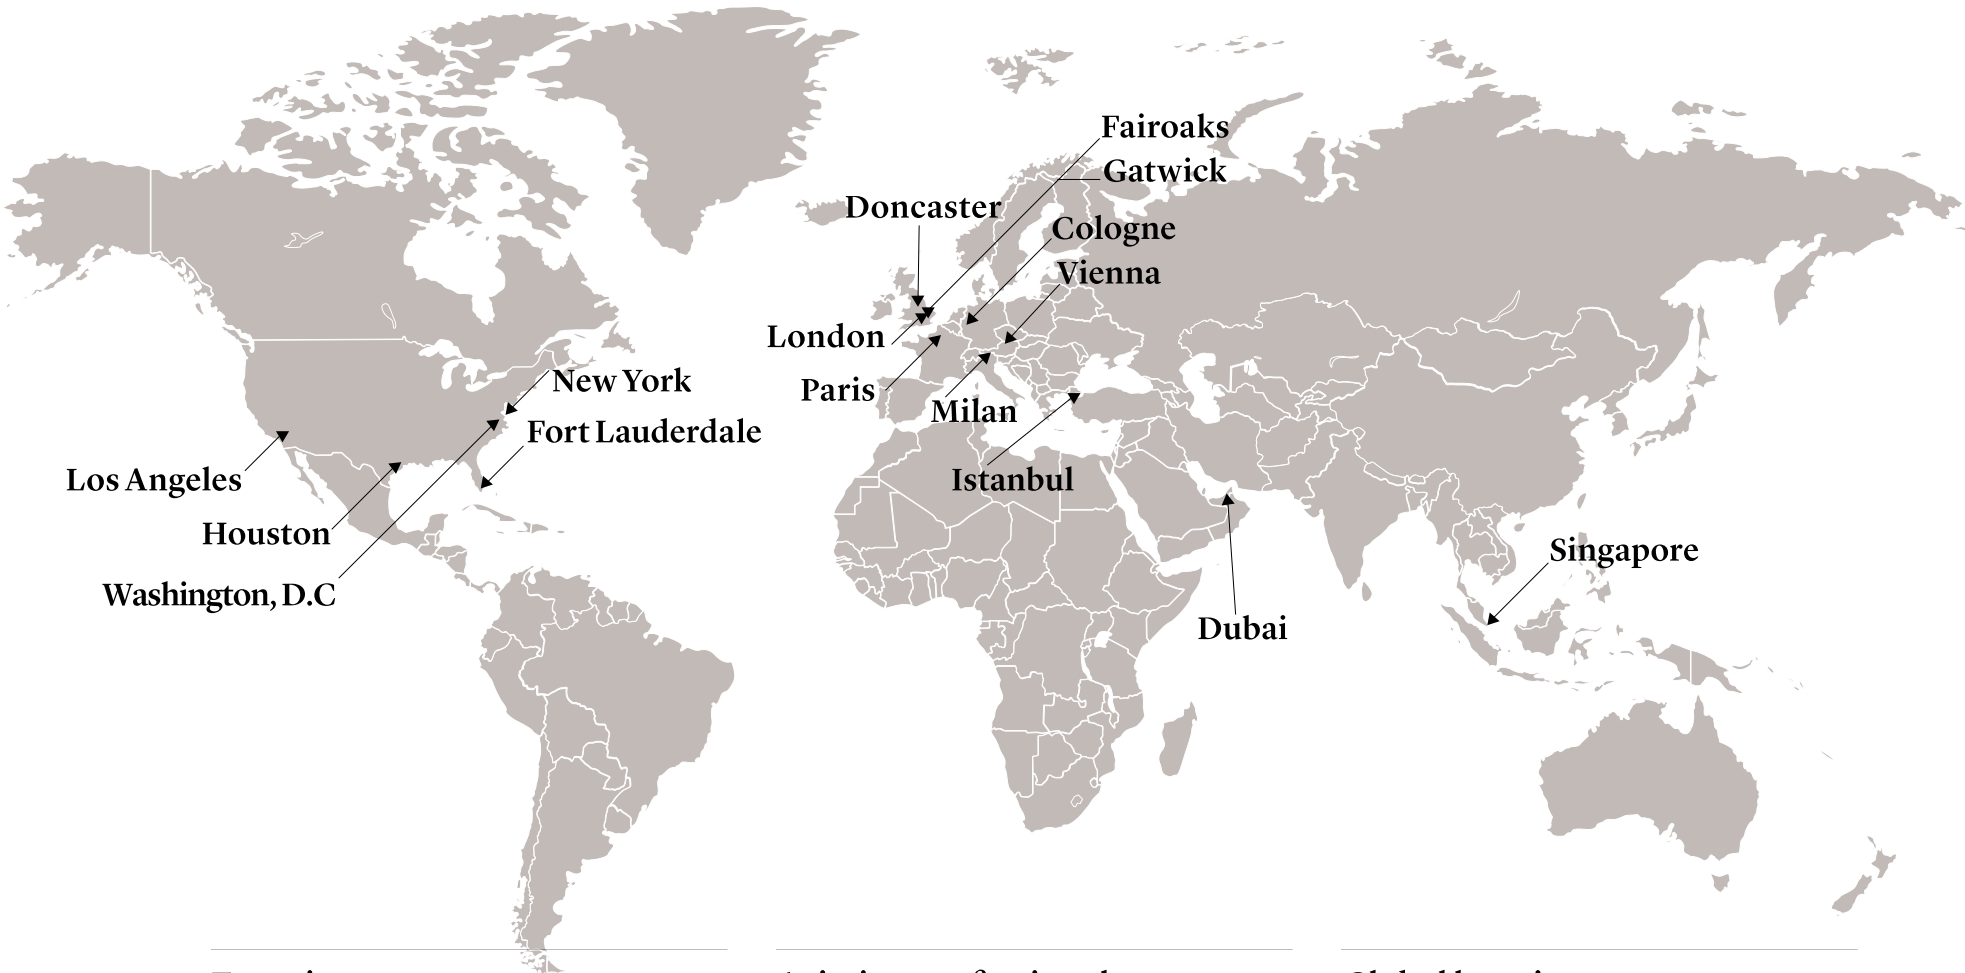 Fairoaks
Gatwick
Doncaster
Cologne
Vienna
London
New York
Paris
Milan
Fort Lauderdale
Los Angeles
Istanbul
Houston
Singapore
Washington, D.C
Dubai